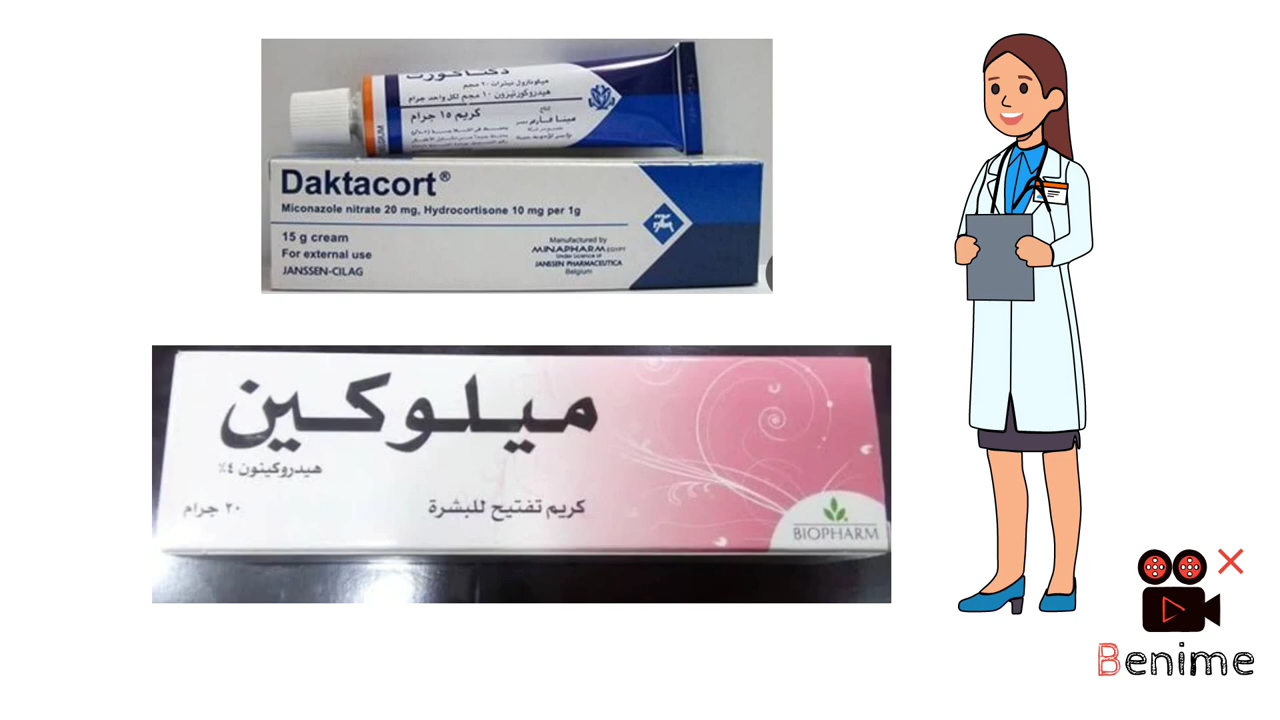 دكتاكورت
ميكونازول نيترات ٢٠ مجم
هيدروكورتيزون ١٠ مجم لكل واحد جرام
كريم ١٥ جرام
إنتاج
مينا فارم مصر
Daktacort®
Miconazole nitrate 20 mg, Hydrocortisone 10 mg per 1g
15 g cream
For external use
JANSSEN-CILAG
Manufactured by
MINAPHARM EGYPT
Under Licence of
JANSSEN PHARMACEUTICA
Belgium
ميلوكين
هيدروكينون ٤٪
كريم تفتيح للبشرة
٢٠ جرام
BIOPHARM
Benime